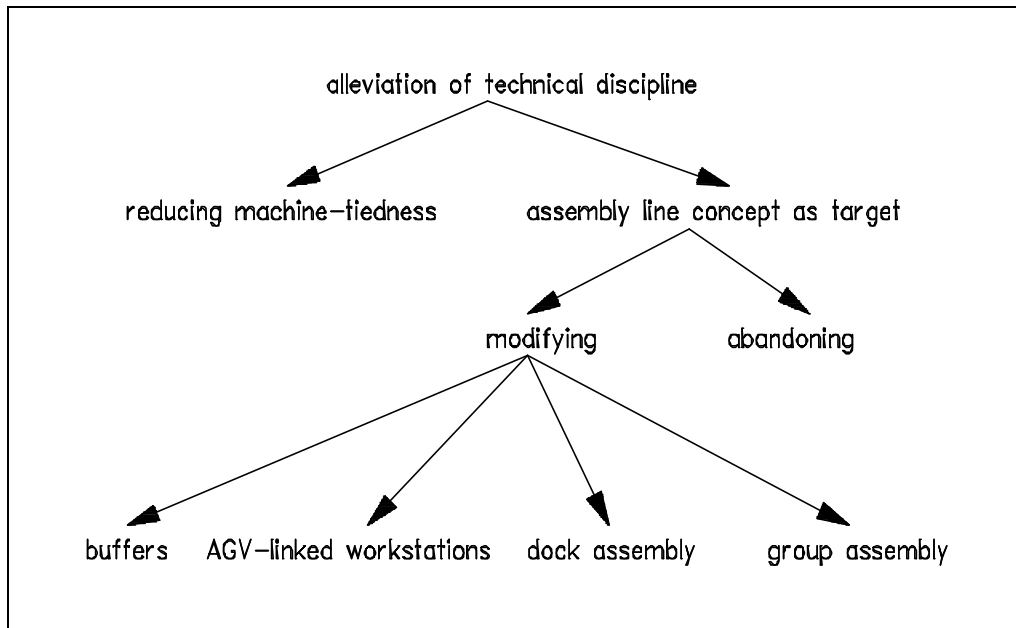 alleviation of technical discipline
reducing machine-tiedness
assembly line concept as target
modifying
abandoning
buffers
AGV-linked workstations
dock assembly
group assembly